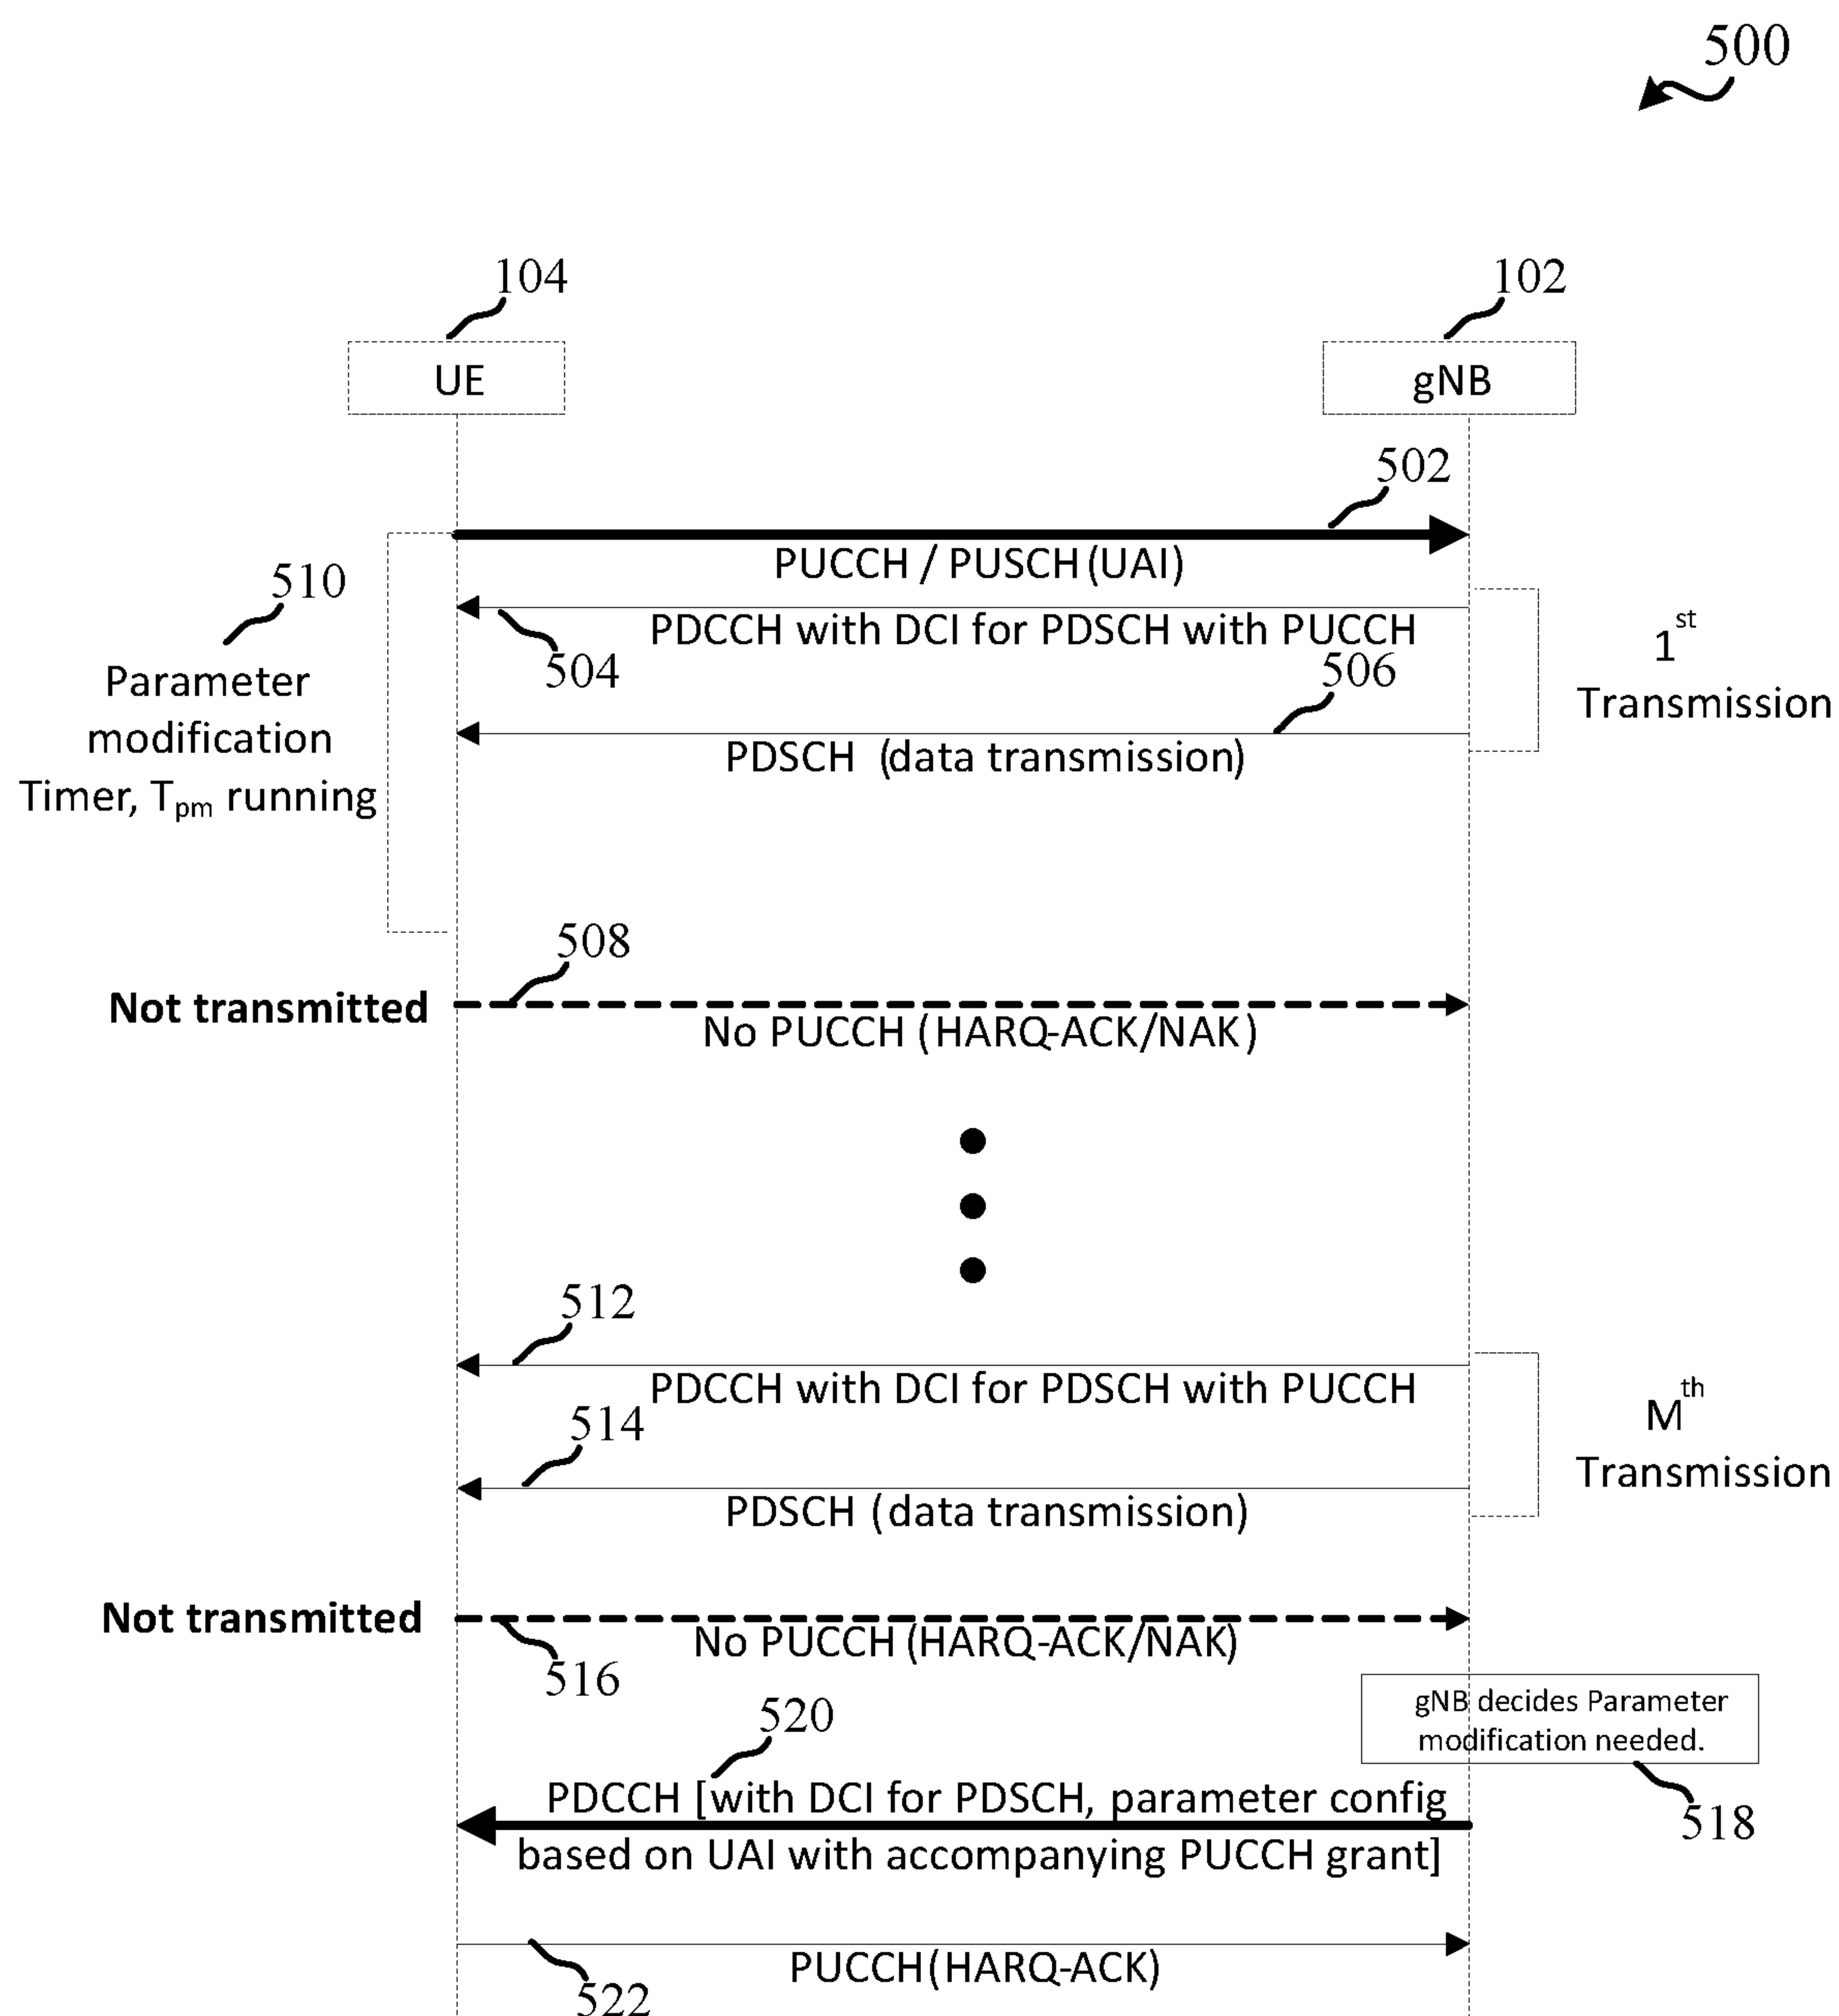 500
104
102
UE
gNB
502
PUCCH / PUSCH (UAI)
510
PDCCH with DCI for PDSCH with PUCCH
504
506
1st
Transmission
Parameter
modification
Timer, Tpm running
PDSCH (data transmission)
508
Not transmitted
No PUCCH (HARQ-ACK/NAK)
512
PDCCH with DCI for PDSCH with PUCCH
514
Mth
Transmission
PDSCH (data transmission)
Not transmitted
No PUCCH (HARQ-ACK/NAK)
516
gNB decides Parameter
modification needed.
518
520
PDCCH [with DCI for PDSCH, parameter config
based on UAI with accompanying PUCCH grant]
PUCCH(HARQ-ACK)
522